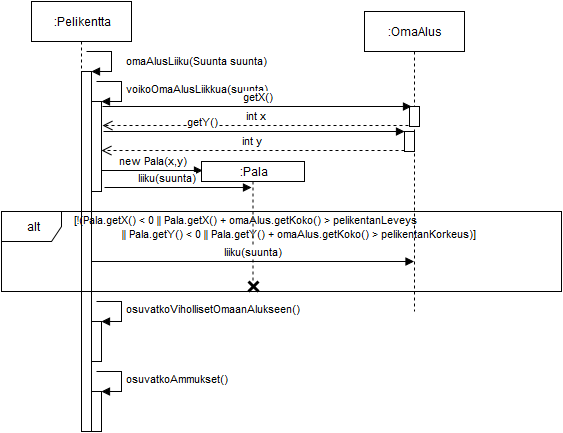 :Pelikentta
:OmaAlus
omaAlusLiiku(Suunta suunta)
voikoOmaAlusLiikkua(suunta)
getX()
int x
getY()
int y
new Pala(x,y)
:Pala
liiku(suunta)
alt
[!(Pala.getX() < 0 || Pala.getX() + omaAlus.getKoko() > pelikentanLeveys
|| Pala.getY() < 0 || Pala.getY() + omaAlus.getKoko() > pelikentanKorkeus)]
liiku(suunta)
osuvatkoVihollisetOmaanAlukseen()
osuvatkoAmmukset()